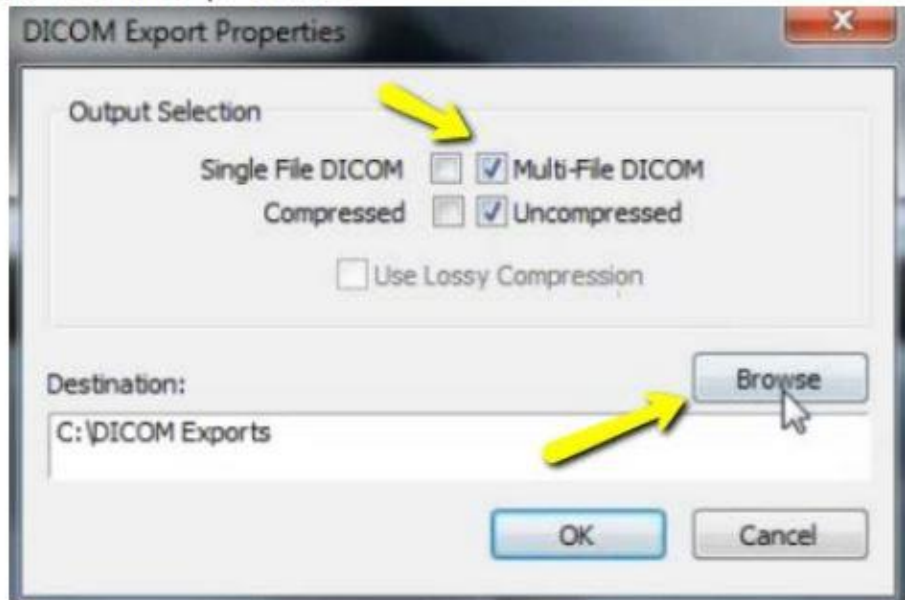 DICOM Export Properties
Output Selection
Single File DICOM Multi-File DICOM
Compressed Uncompressed
Use Lossy Compression
Destination:
Browse
C:\DICOM Exports
OK Cancel